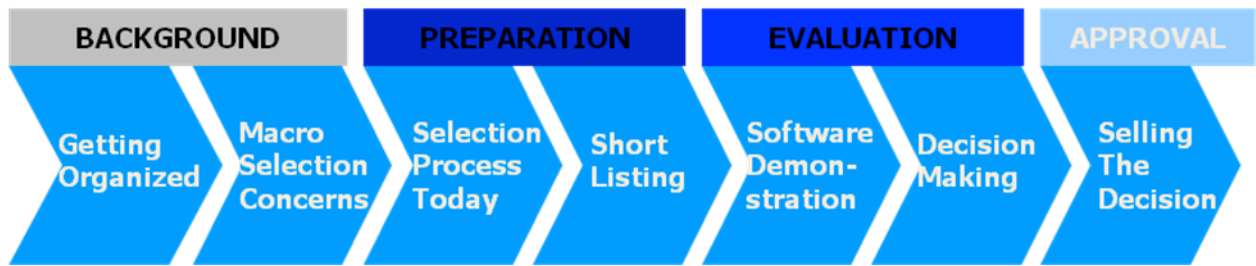 BACKGROUND
PREPARATION
EVALUATION
APPROVAL
Getting
Organized
Macro
Selection
Concerns
Selection
Process
Today
Short
Listing
Software
Demon-
stration
Decision
Making
Selling
The
Decision